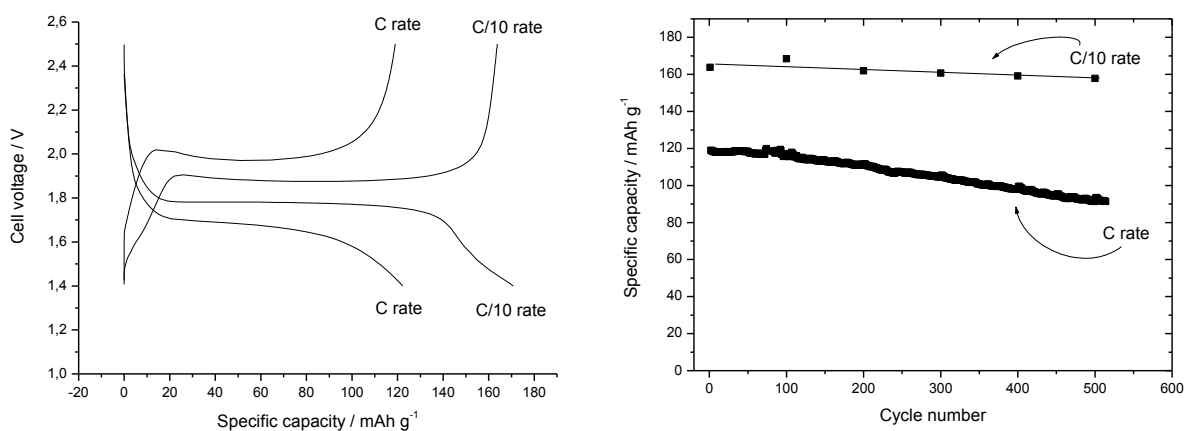 2,6
2,4
2,2
2,0
1,8
1,6
1,4
1,2
1,0
Cell voltage / V
C rate
C/10 rate
C rate
C/10 rate
-20 0 20 40 60 80 100 120 140 160 180
Specific capacity / mAh g-1
180
160
140
120
100
80
60
40
20
0
Specific capacity / mAh g-1
C/10 rate
C rate
0 100 200 300 400 500 600
Cycle number